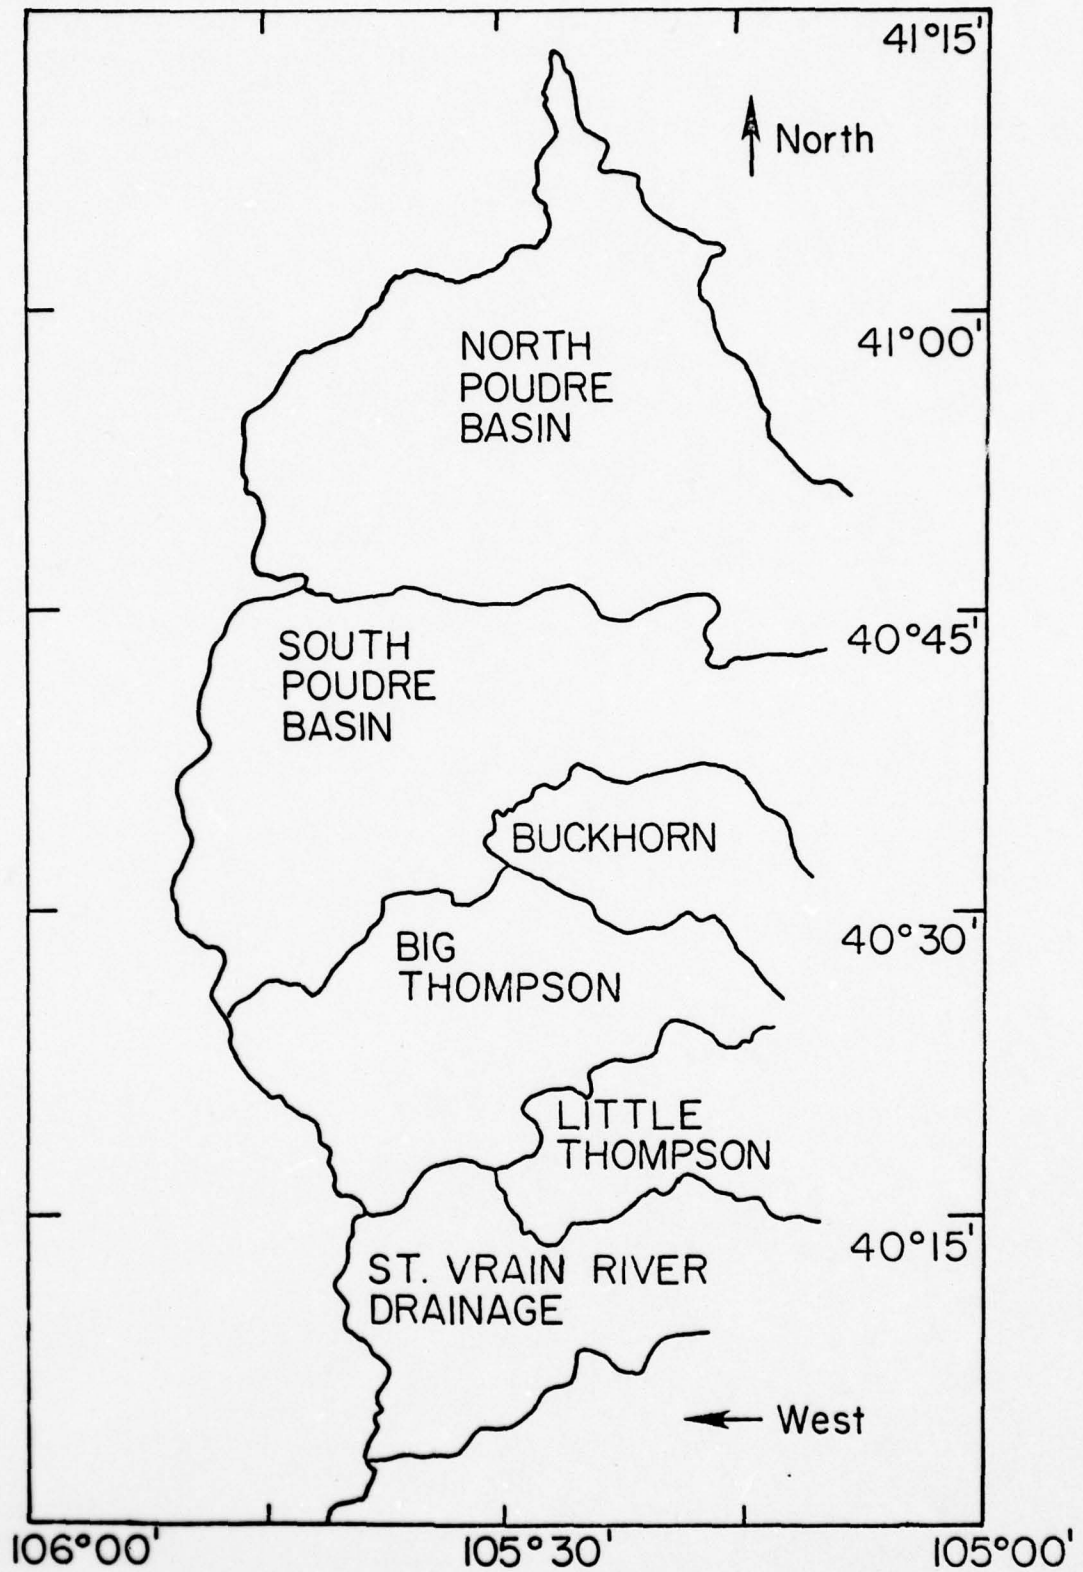 41°15'
North
41°00'
NORTH
POUDRE
BASIN
40°45'
SOUTH
POUDRE
BASIN
BUCKHORN
40°30'
BIG
THOMPSON
LITTLE
THOMPSON
40°15'
ST. VRAIN RIVER
DRAINAGE
West
106°00' 105°30' 105°00'